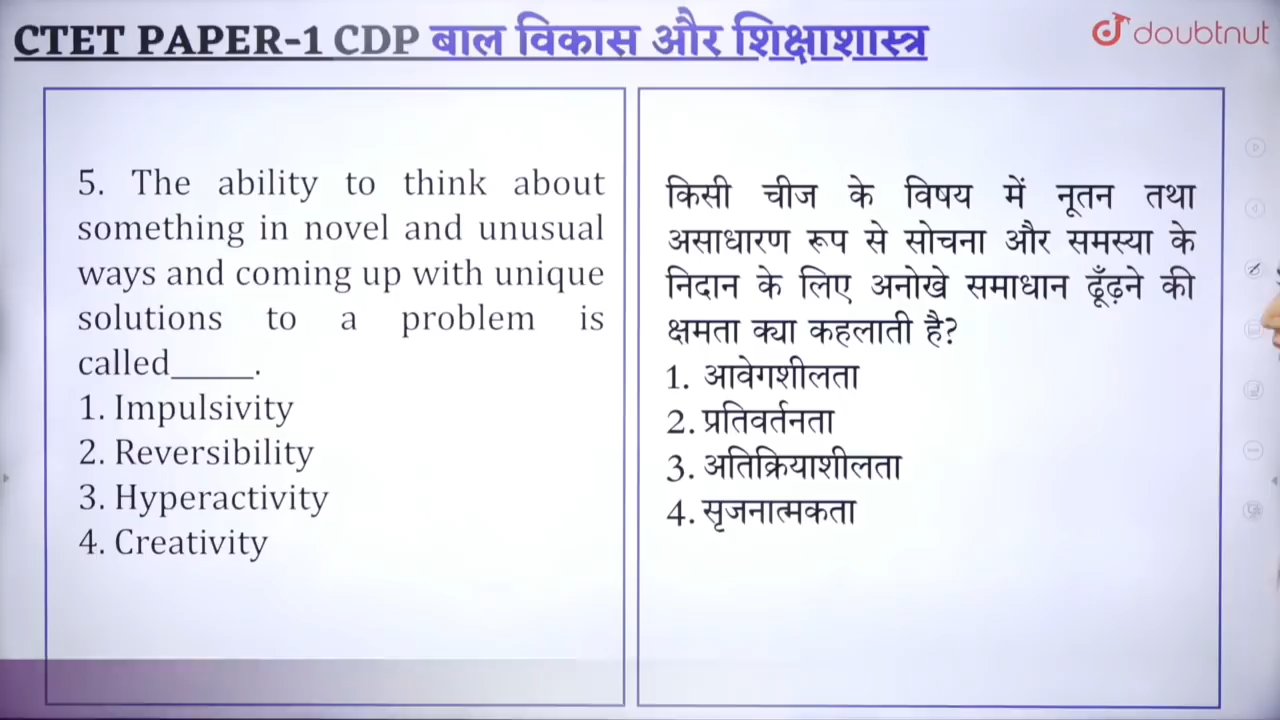 CTET PAPER-1 CDP बाल विकास और शिक्षाशास्त्र
doubtnut
5. The ability to think about
something in novel and unusual
ways and coming up with unique
solutions to a problem is
called_____.
1. Impulsivity
2. Reversibility
3. Hyperactivity
4. Creativity
किसी चीज के विषय में नूतन तथा
असाधारण रूप से सोचना और समस्या के
निदान के लिए अनोखे समाधान ढूँढ़ने की
क्षमता क्या कहलाती है?
1. आवेगशीलता
2. प्रतिवर्तनता
3. अतिक्रियाशीलता
4. सृजनात्मकता